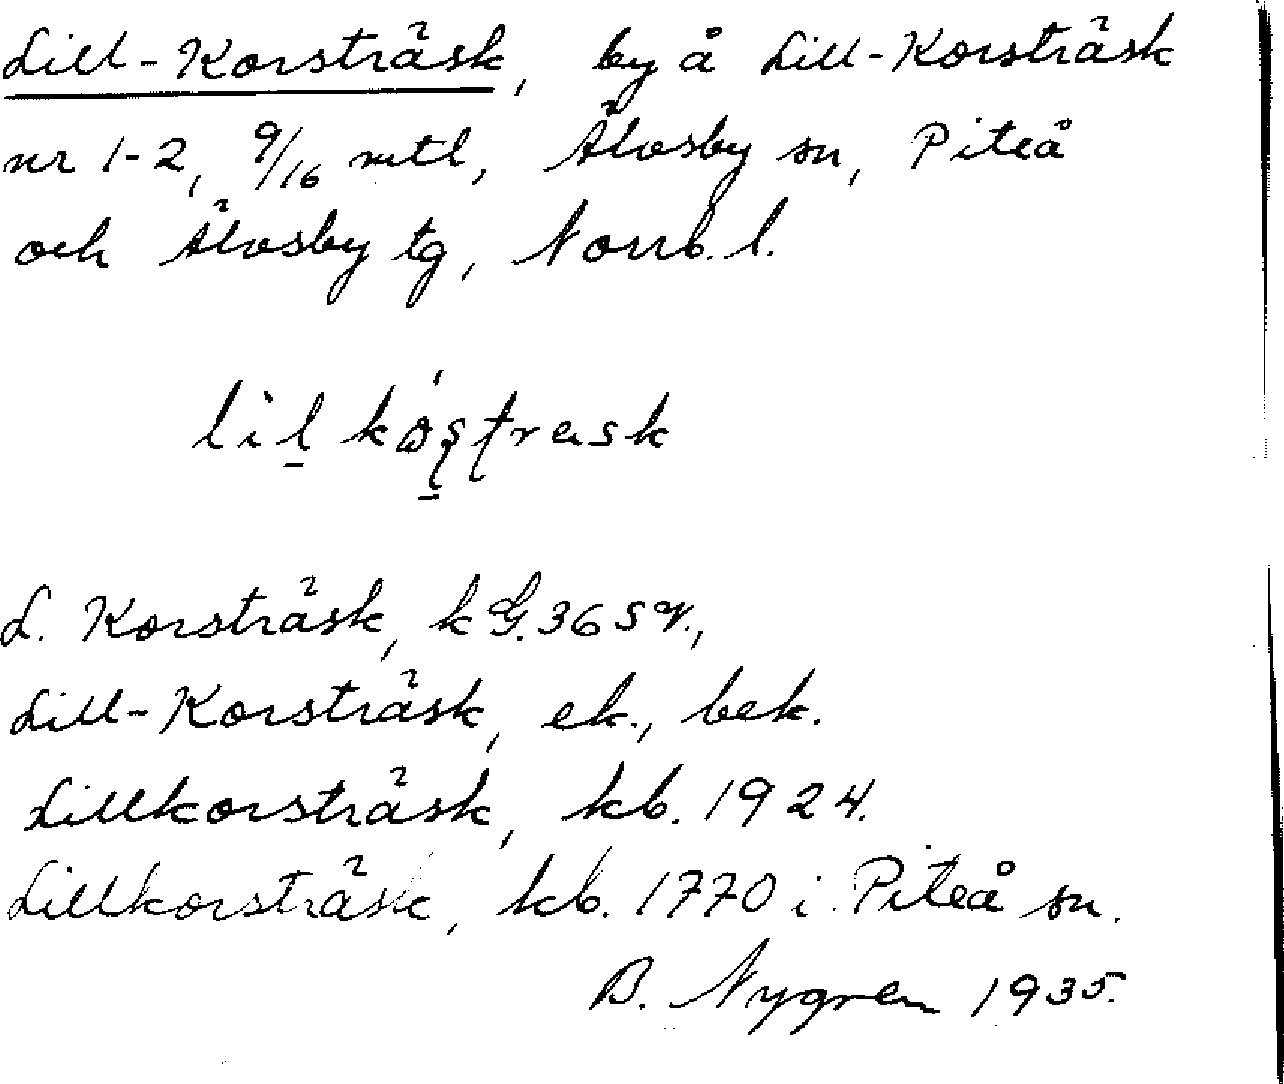 Lill-Korsträsk, by å Lill-Korsträsk
nr 1-2, 9/16 mtl, Älvsby sn, Piteå
och Älvsby tg, Norrb. l.
lil kósstrask
L. Korsträsk, kG. 365 v.,
Lill-Korsträsk, ek., bek.
Lillkorsträsk, kb. 1924.
Lillkorsträsk, kb. 1770 i Piteå sn.
B. Nygren 1935.